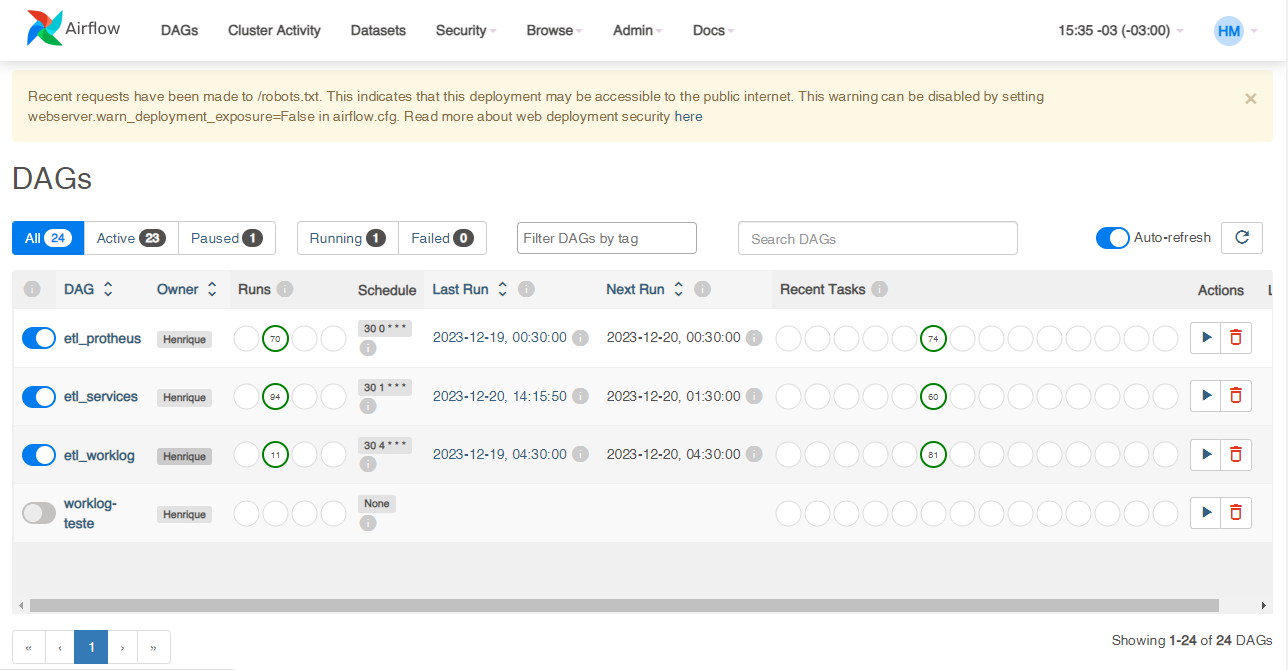 Airflow DAGs Cluster Activity Datasets Security Browse Admin Docs 15:35 -03 (-03:00) HM
Recent requests have been made to /robots.txt. This indicates that this deployment may be accessible to the public internet. This warning can be disabled by setting ×
webserver.warn_deployment_exposure=False in airflow.cfg. Read more about web deployment security here
DAGs
All 24 Active 23 Paused 1 Running 1 Failed 0 Filter DAGs by tag Search DAGs Auto-refresh
i DAG Owner Runs i Schedule Last Run i Next Run i Recent Tasks i Actions L
etl_protheus Henrique 70 30 0 * * * i 2023-12-19, 00:30:00 i 2023-12-20, 00:30:00 i 74
etl_services Henrique 94 30 1 * * * i 2023-12-20, 14:15:50 i 2023-12-20, 01:30:00 i 60
etl_worklog Henrique 11 30 4 * * * i 2023-12-19, 04:30:00 i 2023-12-20, 04:30:00 i 81
worklog-
teste Henrique None i
« ‹ 1 › » Showing 1-24 of 24 DAGs